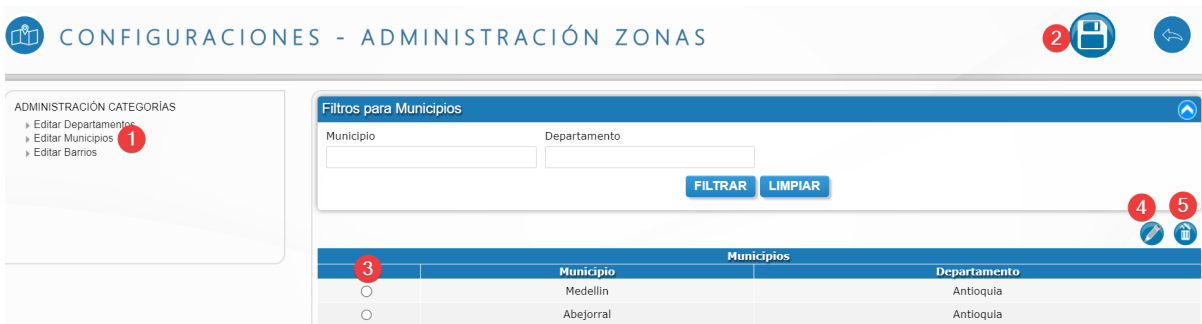 CONFIGURACIONES - ADMINISTRACIÓN ZONAS
2
ADMINISTRACIÓN CATEGORÍAS
Editar Departamentos
Editar Municipios
1
Editar Barrios
Filtros para Municipios
Municipio Departamento
FILTRAR LIMPIAR
4 5
Municipios
3 Municipio Departamento
Medellin Antioquia
Abejorral Antioquia